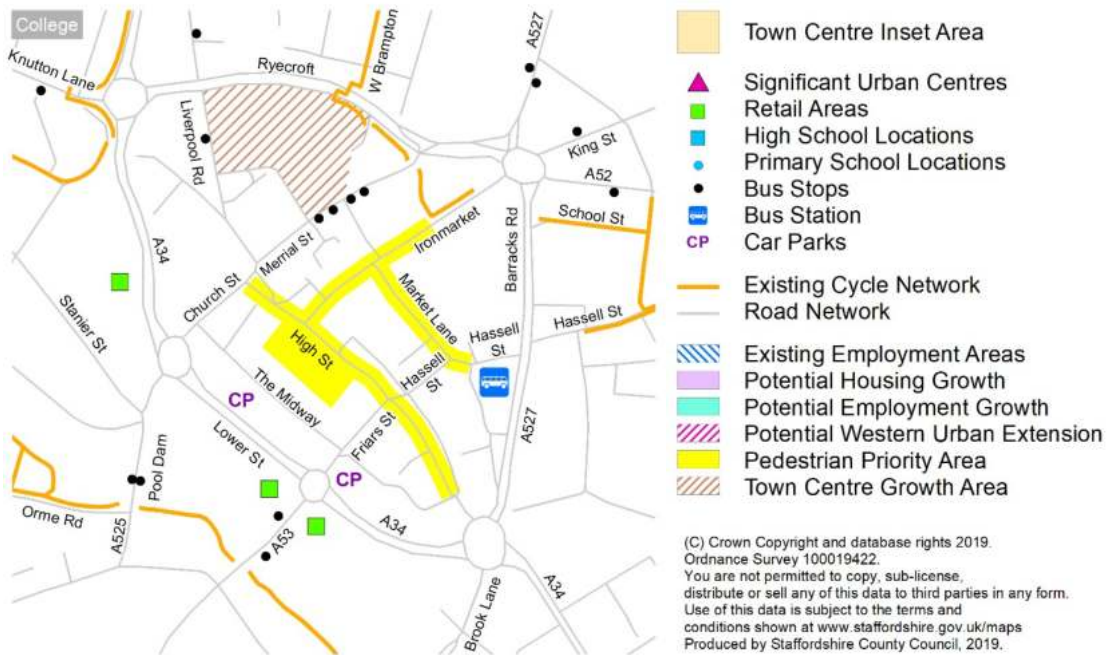 College
Knutton Lane
Ryecroft
W Brampton
A527
Liverpool Rd
King St
A52
School St
A34
Ironmarket
Barracks Rd
Merrial St
Church St
Stanier St
Market Lane
High St
Hassell St
Hassell St
Hassell St
The Midway
CP
Lower St
Friars St
A527
CP
Pool Dam
Orme Rd
A525
A53
A34
A34
Brook Lane
Town Centre Inset Area
Significant Urban Centres
Retail Areas
High School Locations
Primary School Locations
Bus Stops
Bus Station
CP Car Parks
Existing Cycle Network
Road Network
Existing Employment Areas
Potential Housing Growth
Potential Employment Growth
Potential Western Urban Extension
Pedestrian Priority Area
Town Centre Growth Area
(C) Crown Copyright and database rights 2019.
Ordnance Survey 100019422.
You are not permitted to copy, sub-license,
distribute or sell any of this data to third parties in any form.
Use of this data is subject to the terms and
conditions shown at www.staffordshire.gov.uk/maps
Produced by Staffordshire County Council, 2019.